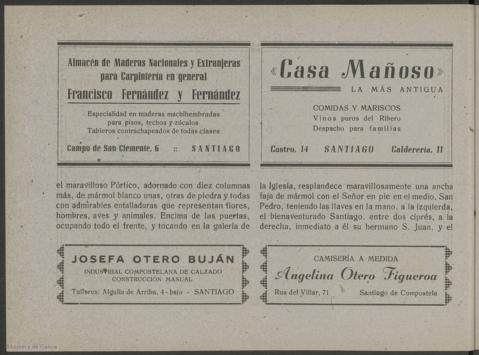 Almacén de Maderas Nacionales y Extranjeras
para Carpintería en general
Francisco Fernández y Fernández
Especialidad en maderas machihembradas
para pisos, techos y zócalos
Tableros contrachapeados de todas clases
Campo de San Clemente, 6 :: SANTIAGO
«Casa Mañoso»
LA MÁS ANTIGUA
COMIDAS Y MARISCOS
Vinos puros del Ribero
Despacho para familias
Castro, 14 SANTIAGO Caldereria, 11
el maravilloso Pórtico, adornado con diez columnas
más, de mármol blanco unas, otras de piedra y todas
con admirables entalladuras que representan flores,
hombres, aves y animales. Encima de las puertas,
ocupando todo el frente, y tocando en la galería de
la Iglesia, resplandece maravillosamente una ancha
faja de mármol con el Señor en pie en el medio, San
Pedro, teniendo las llaves en la mano, a la izquierda,
el bienaventurado Santiago, entre dos ciprés, a la
derecha, inmediato a él su hermano S. Juan, y el
JOSEFA OTERO BUJÁN
INDUSTRIAL COMPOSTELANA DE CALZADO
CONSTRUCCIÓN MANUAL
Talleres: Algalia de Arriba, 4 - bajo - SANTIAGO
CAMISERÍA A MEDIDA
Angelina Otero Figueroa
Rua del Villar, 71 Santiago de Compostela
Biblioteca de Galicia